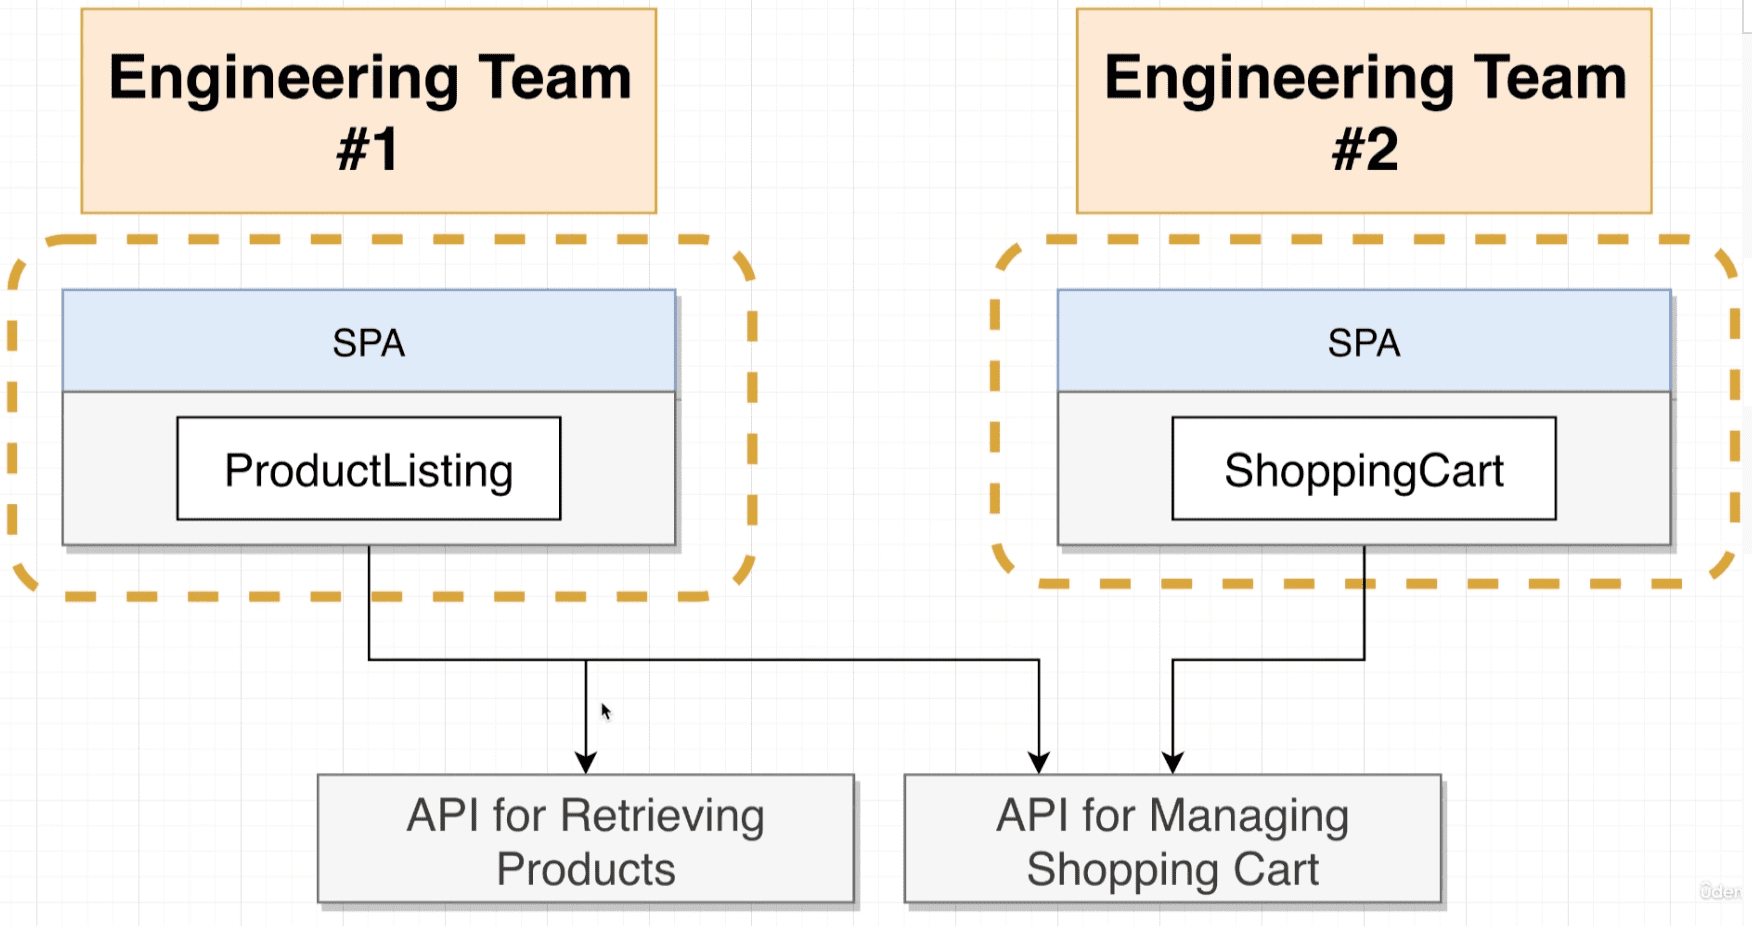 Engineering Team
#1
Engineering Team
#2
SPA
SPA
ProductListing
ShoppingCart
API for Retrieving
Products
API for Managing
Shopping Cart